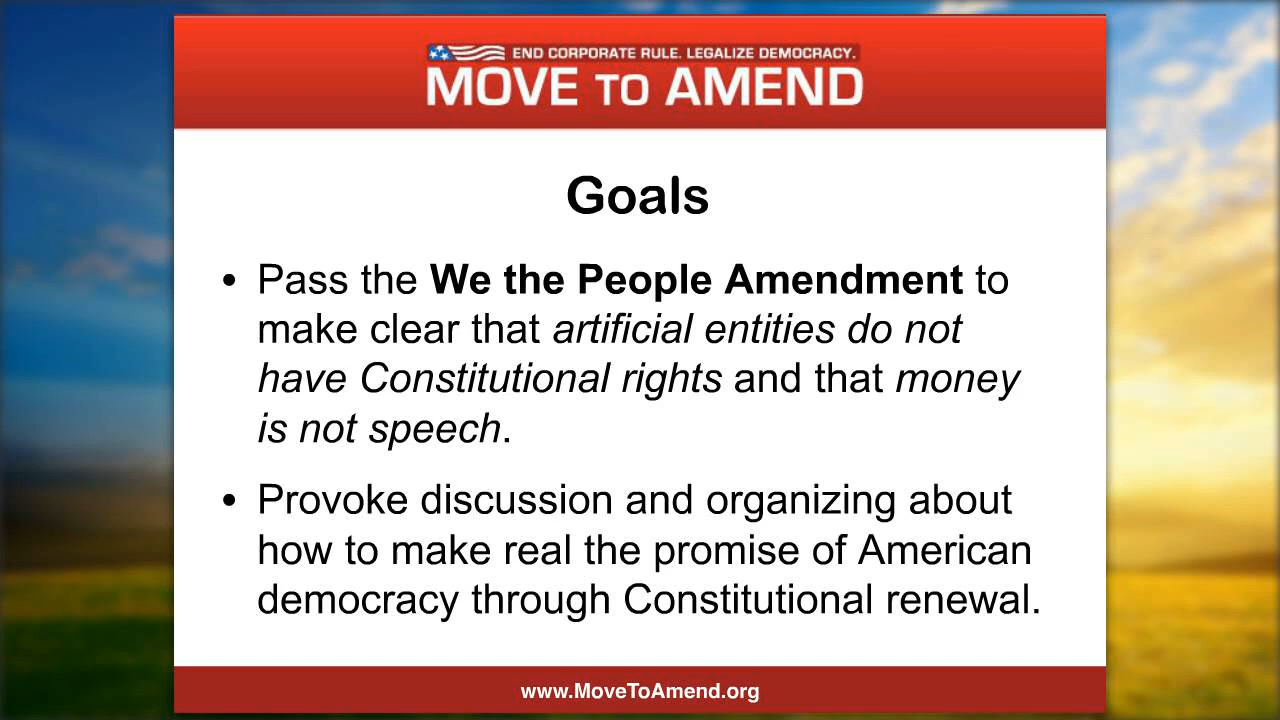 END CORPORATE RULE. LEGALIZE DEMOCRACY.
MOVE TO AMEND
Goals
• Pass the We the People Amendment to
make clear that artificial entities do not
have Constitutional rights and that money
is not speech.
• Provoke discussion and organizing about
how to make real the promise of American
democracy through Constitutional renewal.
www.MoveToAmend.org